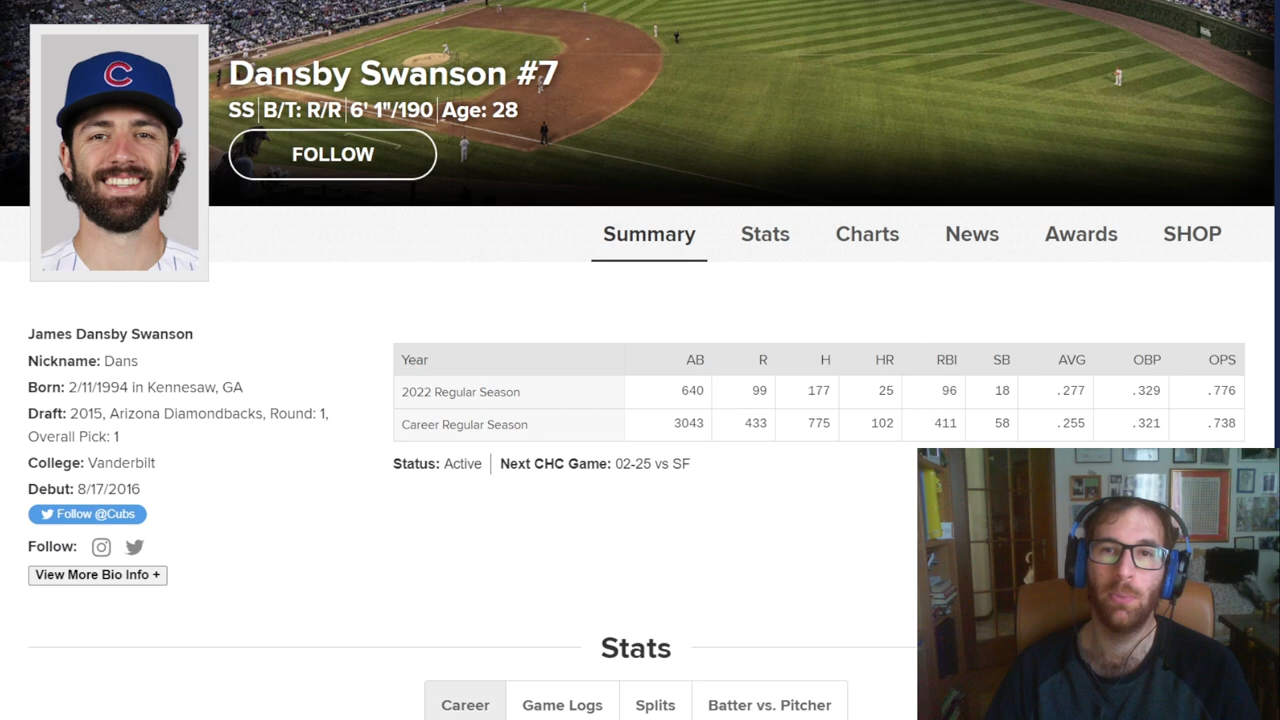 Dansby Swanson #7
SS B/T: R/R 6' 1"/190 Age: 28
FOLLOW
Summary Stats Charts News Awards SHOP
James Dansby Swanson
Nickname: Dans
Born: 2/11/1994 in Kennesaw, GA
Draft: 2015, Arizona Diamondbacks, Round: 1,
Overall Pick: 1
College: Vanderbilt
Debut: 8/17/2016
Follow @Cubs
Follow:
View More Bio Info +
Year AB R H HR RBI SB AVG OBP OPS
2022 Regular Season 640 99 177 25 96 18 .277 .329 .776
Career Regular Season 3043 433 775 102 411 58 .255 .321 .738
Status: Active Next CHC Game: 02-25 vs SF
Stats
Career Game Logs Splits Batter vs. Pitcher